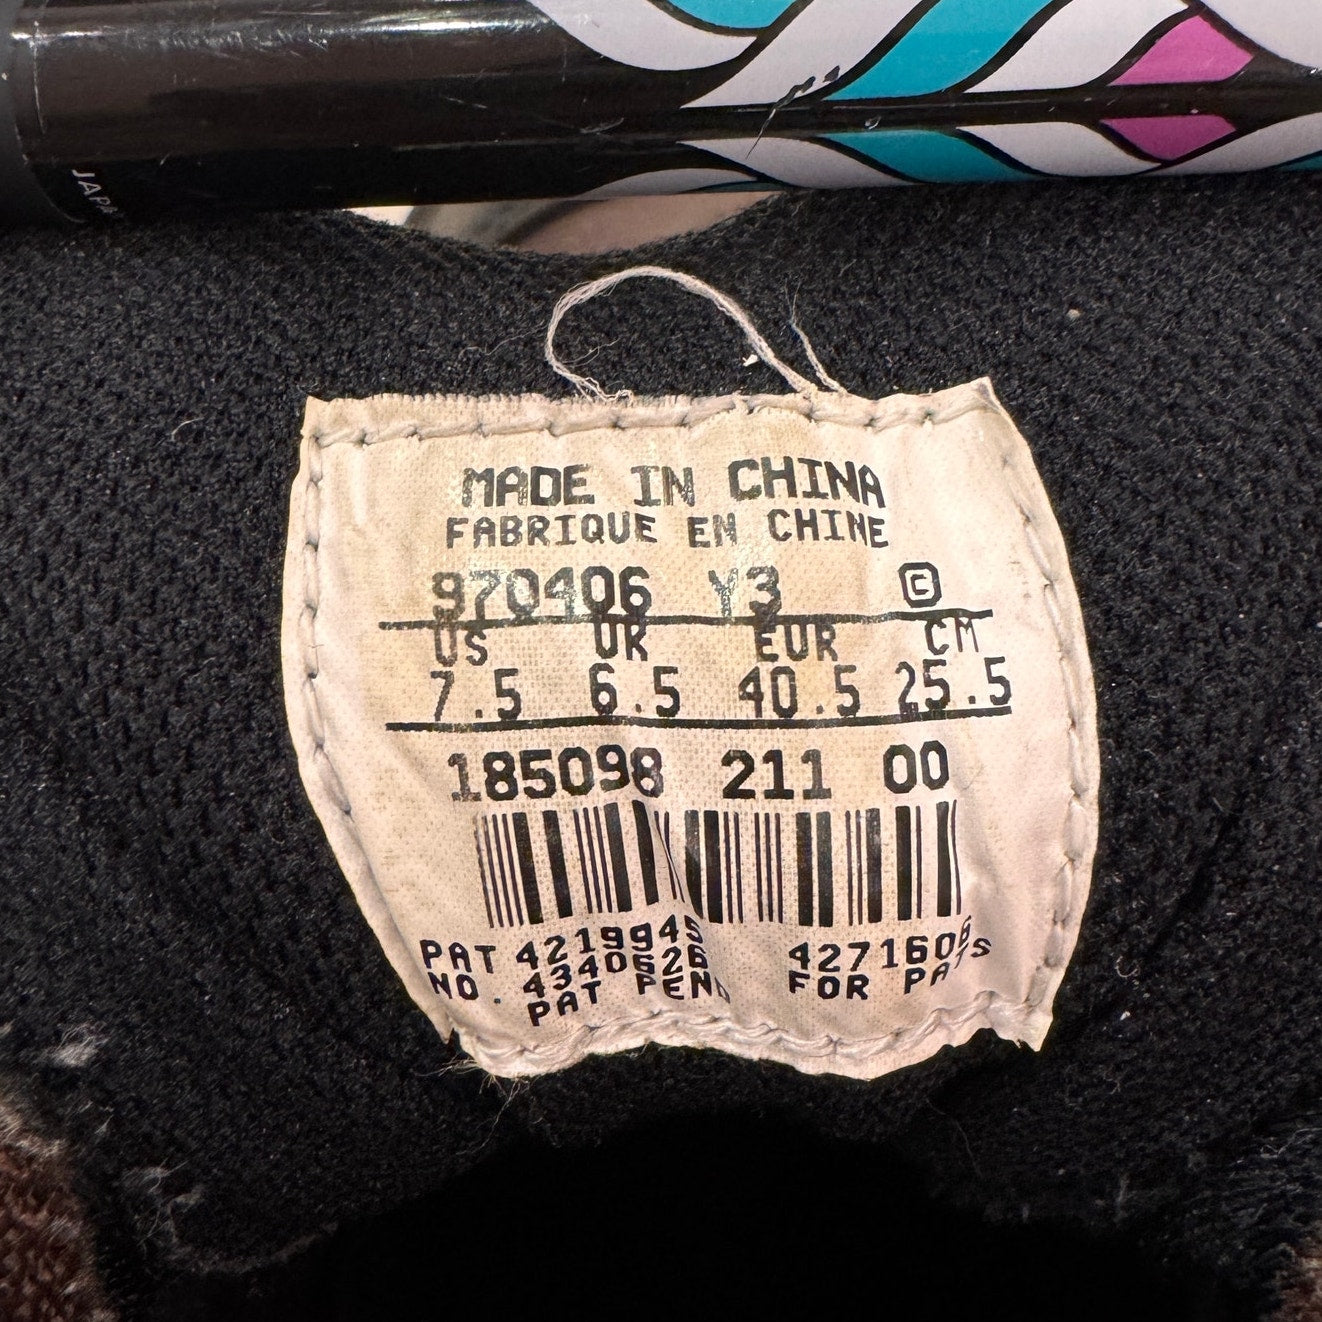 JAPA
MADE IN CHINA
FABRIQUE EN CHINE
970406 Y3 ©
US UK EUR CM
7.5 6.5 40.5 25.5
185098 211 00
PAT 4219945 4271606
NO. 4340626 FOR PATS
PAT PEND